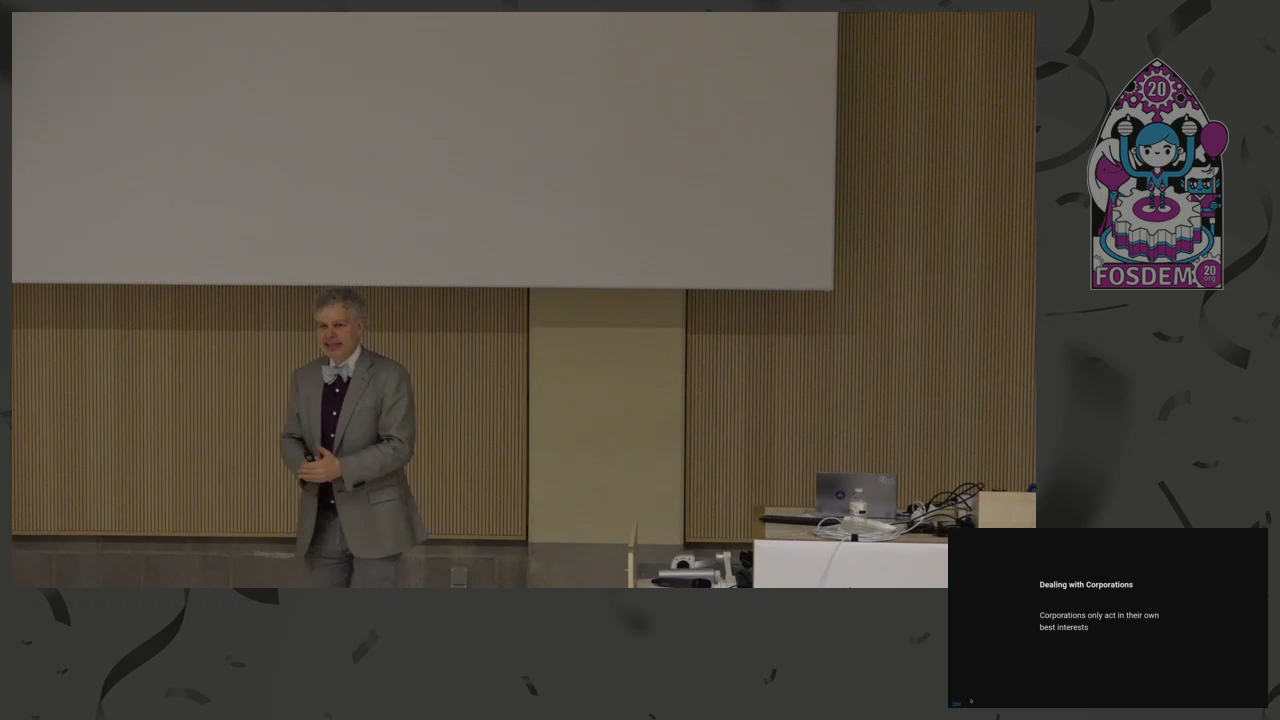 20
FOSDEM
20
org
Dealing with Corporations
Corporations only act in their own
best interests